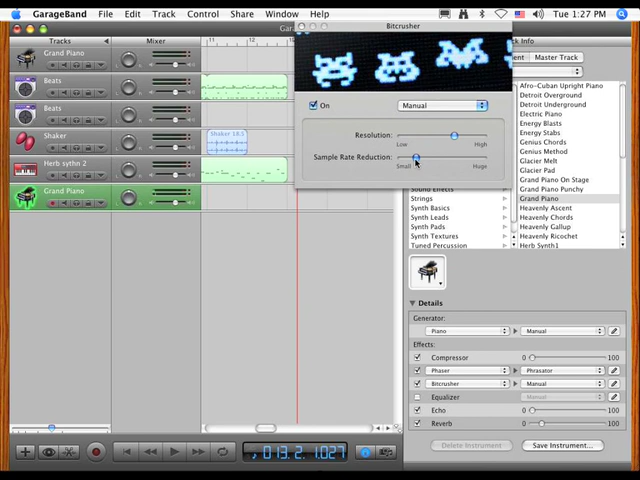 GarageBand File Edit Track Control Share Window Help Tue 1:27 PM
Bitcrusher
Tracks Mixer 11 12 12
Master Track
Grand Piano
Beats
Beats
Shaker
Shaker 18.5
Herb sythn 2
Grand Piano
On Manual
Resolution:
Low High
Sample Rate Reduction:
Small Huge
Afro-Cuban Upright Piano
Detroit Overground
Detroit Underground
Electric Piano
Energy Blasts
Energy Stabs
Genius Chords
Genius Method
Glacier Melt
Glacier Pad
Grand Piano On Stage
Grand Piano Punchy
Grand Piano
Heavenly Ascent
Heavenly Chords
Heavenly Gallup
Heavenly Ricochet
Herb Synth1
Sound Effects
Strings
Synth Basics
Synth Leads
Synth Pads
Synth Textures
Tuned Percussion
Details
Generator:
Piano Manual
Effects:
Compressor 0 100
Phaser Phrasator
Bitcrusher Manual
Equalizer Manual
Echo 0 100
Reverb 0 100
013. 2. 1.027
Delete Instrument Save Instrument...